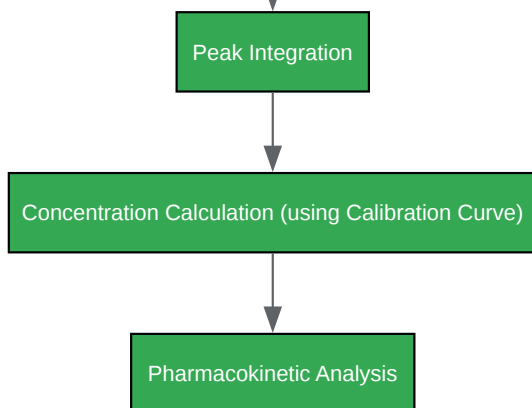 Peak Integration
Concentration Calculation (using Calibration Curve)
Pharmacokinetic Analysis